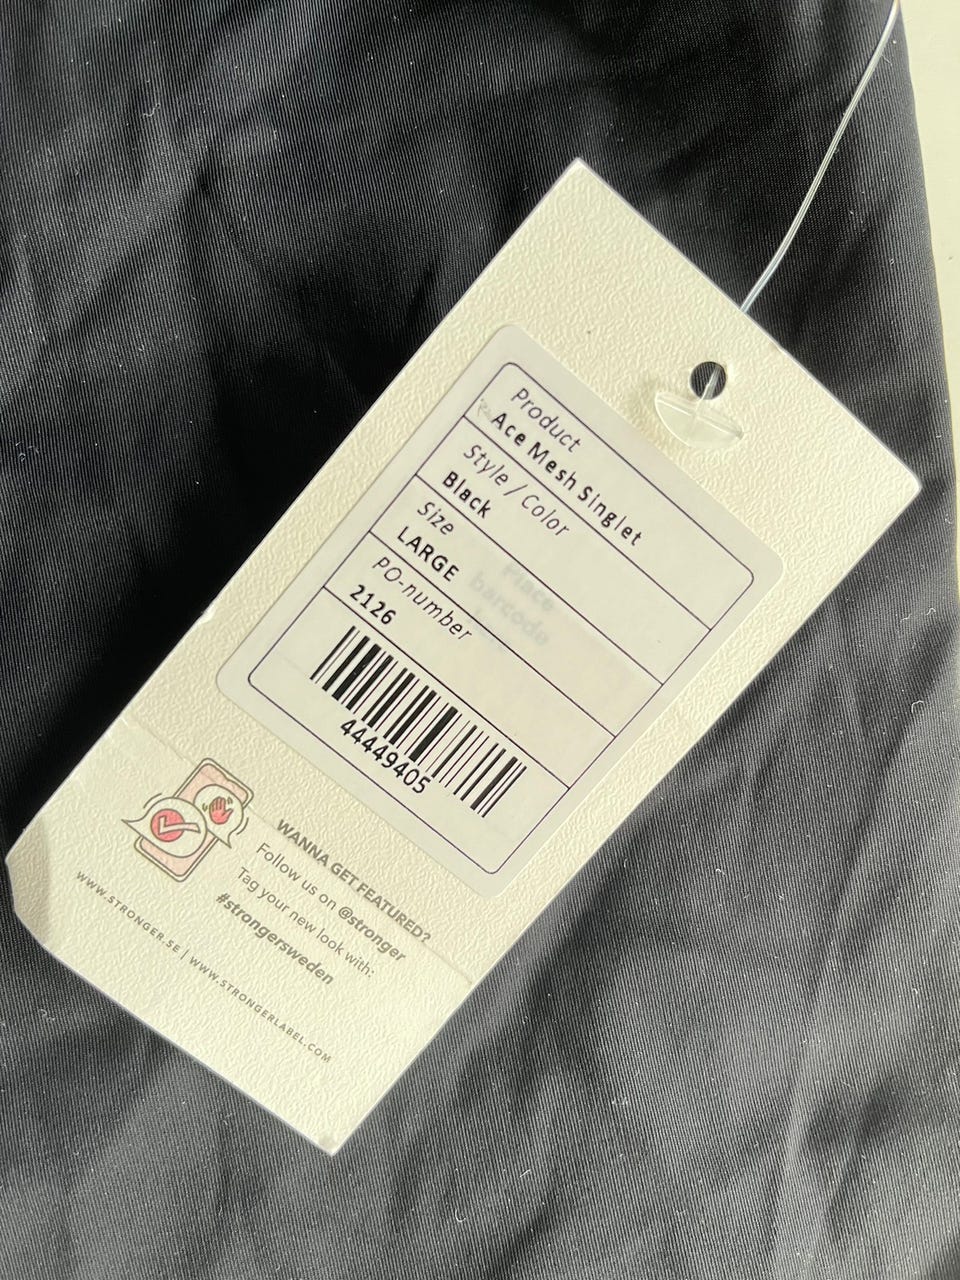 Product
Ace Mesh Singlet
Style / Color
Black
Size
LARGE
PO-number
2126
Place
barcode
44449405
WANNA GET FEATURED?
Follow us on @stronger
Tag your new look with:
#strongersweden
WWW.STRONGER.SE | WWW.STRONGERLABEL.COM